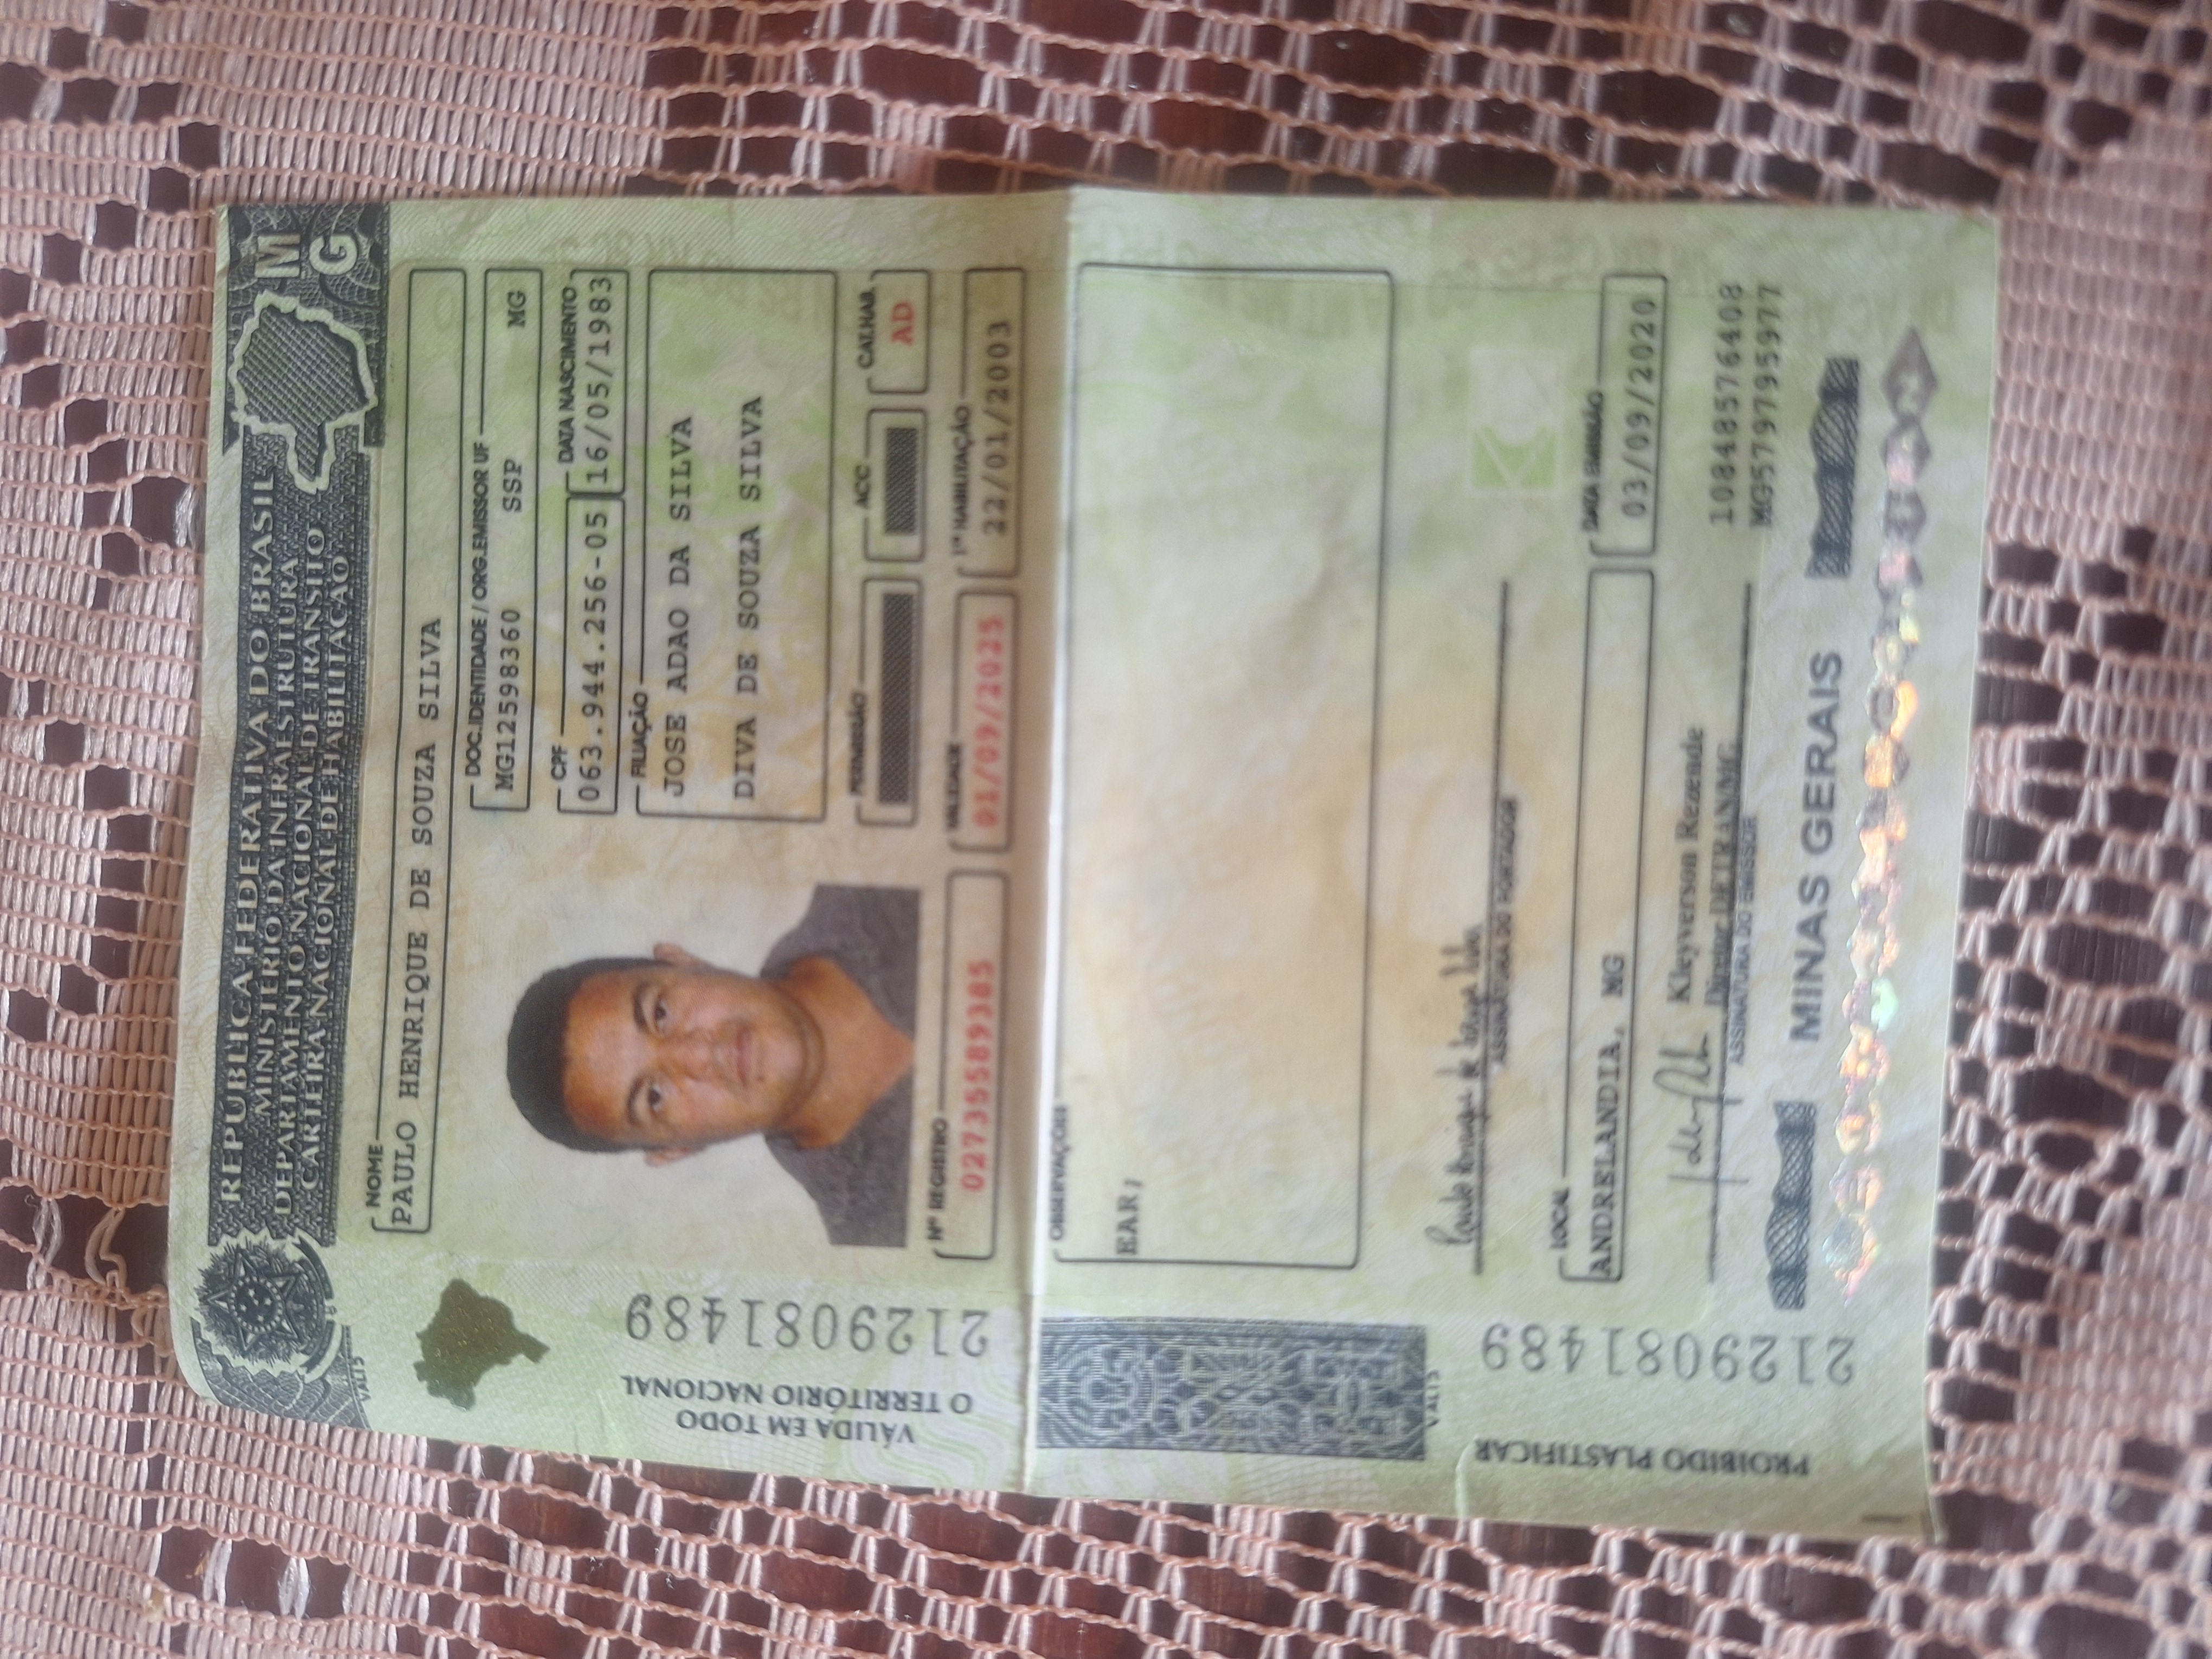 REPÚBLICA FEDERATIVA DO BRASIL
MINISTÉRIO DA INFRAESTRUTURA
DEPARTAMENTO NACIONAL DE TRÂNSITO
CARTEIRA NACIONAL DE HABILITAÇÃO
M
G
NOME
PAULO HENRIQUE DE SOUZA SILVA
DOC.IDENTIDADE / ORG.EMISSOR UF
MG12598360 SSP MG
CPF DATA NASCIMENTO
063.944.256-05 16/05/1983
FILIAÇÃO
JOSE ADAO DA SILVA
DIVA DE SOUZA SILVA
PERMISSÃO ACC CAT.HAB.
AD
Nº REGISTRO VALIDADE 1ª HABILITAÇÃO
02735589385 01/09/2025 22/01/2003
VÁLIDA EM TODO
O TERRITÓRIO NACIONAL
2129081489
OBSERVAÇÕES
EAR;
Paulo Henrique de Souza Silva
ASSINATURA DO PORTADOR
LOCAL DATA EMISSÃO
ANDRELANDIA, MG 03/09/2020
Kleyverson Rezende
Diretor DETRAN/MG
ASSINATURA DO EMISSOR
10848576408
MG579795977
PROIBIDO PLASTIFICAR
2129081489
MINAS GERAIS